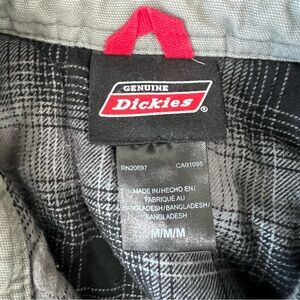 GENUINE
Dickies®
RN20697 CA01095
MADE IN/HECHO EN/
FABRIQUÉ AU
BANGLADESH/BANGLADESH/
BANGLADESH
M/M/M